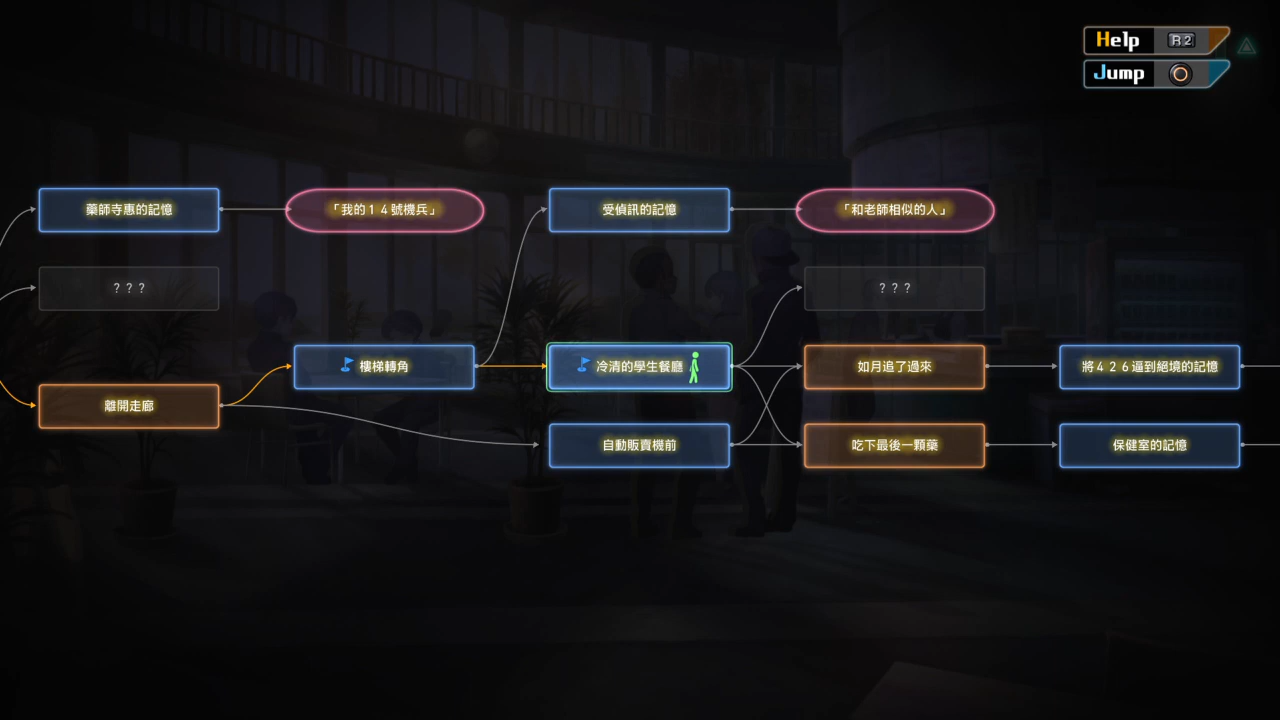 Help R2
Jump
藥師寺惠的記憶
「我的１４號機兵」
受偵訊的記憶
「和老師相似的人」
？？？
？？？
樓梯轉角
冷清的學生餐廳
如月追了過來
將４２６逼到絕境的記憶
離開走廊
自動販賣機前
吃下最後一顆藥
保健室的記憶